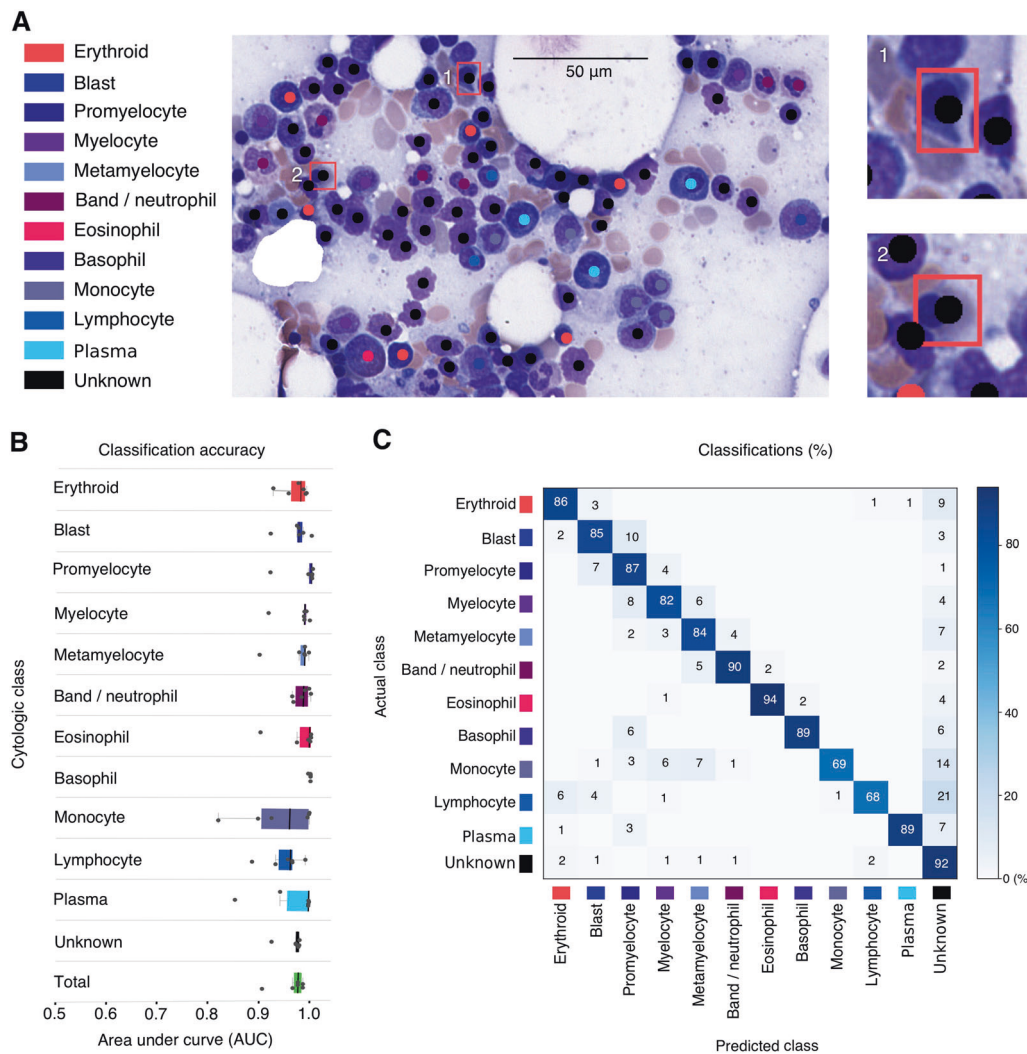 A
Erythroid
Blast
Promyelocyte
Myelocyte
Metamyelocyte
Band / neutrophil
Eosinophil
Basophil
Monocyte
Lymphocyte
Plasma
Unknown
1
2
50 µm
1
2
B
Classification accuracy
Cytologic class
Erythroid
Blast
Promyelocyte
Myelocyte
Metamyelocyte
Band / neutrophil
Eosinophil
Basophil
Monocyte
Lymphocyte
Plasma
Unknown
Total
0.5 0.6 0.7 0.8 0.9 1.0
Area under curve (AUC)
C
Classifications (%)
Actual class
Erythroid 86 3 1 1 9
Blast 2 85 10 3
Promyelocyte 7 87 4 1
Myelocyte 8 82 6 4
Metamyelocyte 2 3 84 4 7
Band / neutrophil 5 90 2 2
Eosinophil 1 94 2 4
Basophil 6 89 6
Monocyte 1 3 6 7 1 69 14
Lymphocyte 6 4 1 1 68 21
Plasma 1 3 89 7
Unknown 2 1 1 1 1 2 92
Erythroid
Blast
Promyelocyte
Myelocyte
Metamyelocyte
Band / neutrophil
Eosinophil
Basophil
Monocyte
Lymphocyte
Plasma
Unknown
Predicted class
80
60
40
20
0 (%